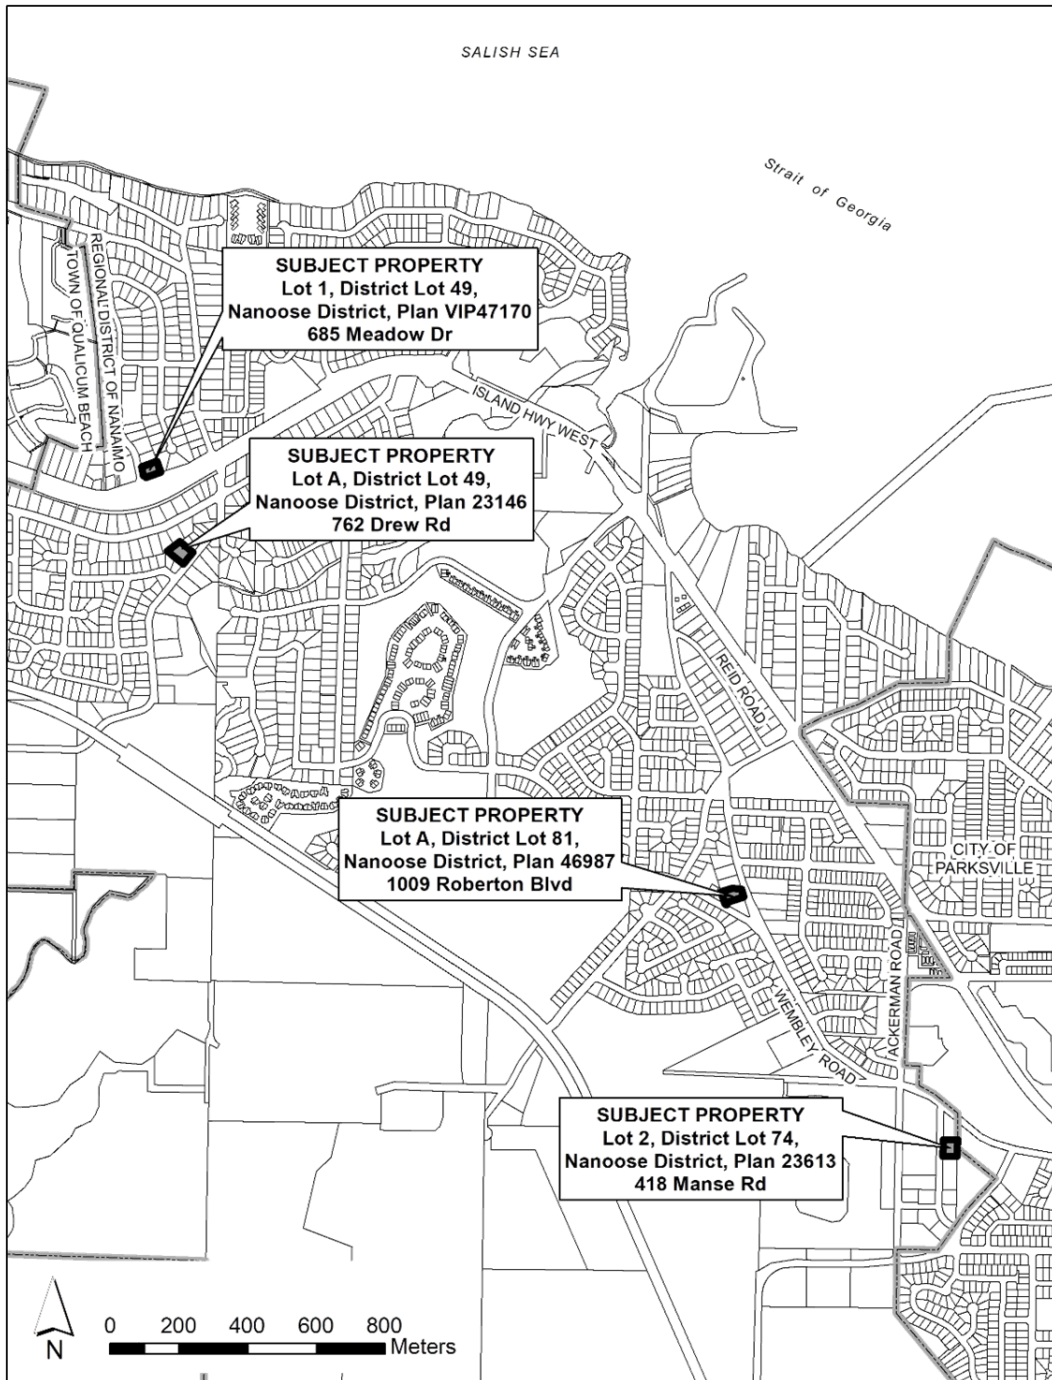 SALISH SEA
Strait of Georgia
REGIONAL DISTRICT OF NANAIMO
TOWN OF QUALICUM BEACH
SUBJECT PROPERTY
Lot 1, District Lot 49,
Nanoose District, Plan VIP47170
685 Meadow Dr
ISLAND HWY WEST
SUBJECT PROPERTY
Lot A, District Lot 49,
Nanoose District, Plan 23146
762 Drew Rd
REID ROAD
SUBJECT PROPERTY
Lot A, District Lot 81,
Nanoose District, Plan 46987
1009 Roberton Blvd
CITY OF
PARKSVILLE
ACKERMAN ROAD
WEMBLEY ROAD
SUBJECT PROPERTY
Lot 2, District Lot 74,
Nanoose District, Plan 23613
418 Manse Rd
N
0 200 400 600 800
Meters